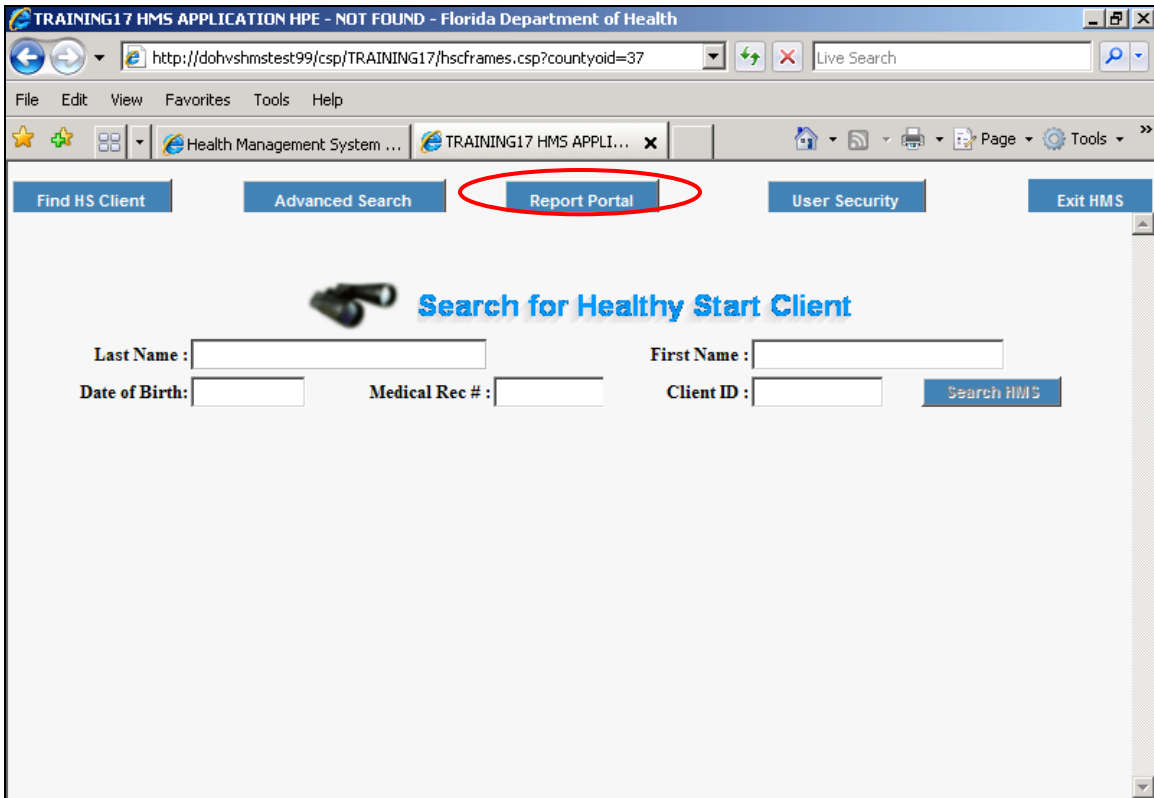 TRAINING17 HMS APPLICATION HPE - NOT FOUND - Florida Department of Health
http://dohvshmstest99/csp/TRAINING17/hscframes.csp?countyoid=37 Live Search
File Edit View Favorites Tools Help
Health Management System ... TRAINING17 HMS APPLI... Page Tools »
Find HS Client Advanced Search Report Portal User Security Exit HMS
Search for Healthy Start Client
Last Name : First Name :
Date of Birth: Medical Rec # : Client ID : Search HMS